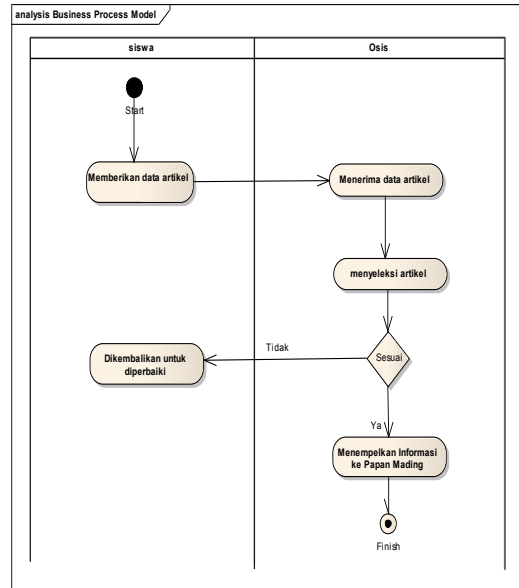 analysis Business Process Model
siswa
Osis
Start
Memberikan data artikel
Menerima data artikel
menyeleksi artikel
Sesuai
Tidak
Dikembalikan untuk
diperbaiki
Ya
Menempelkan Informasi
ke Papan Mading
Finish